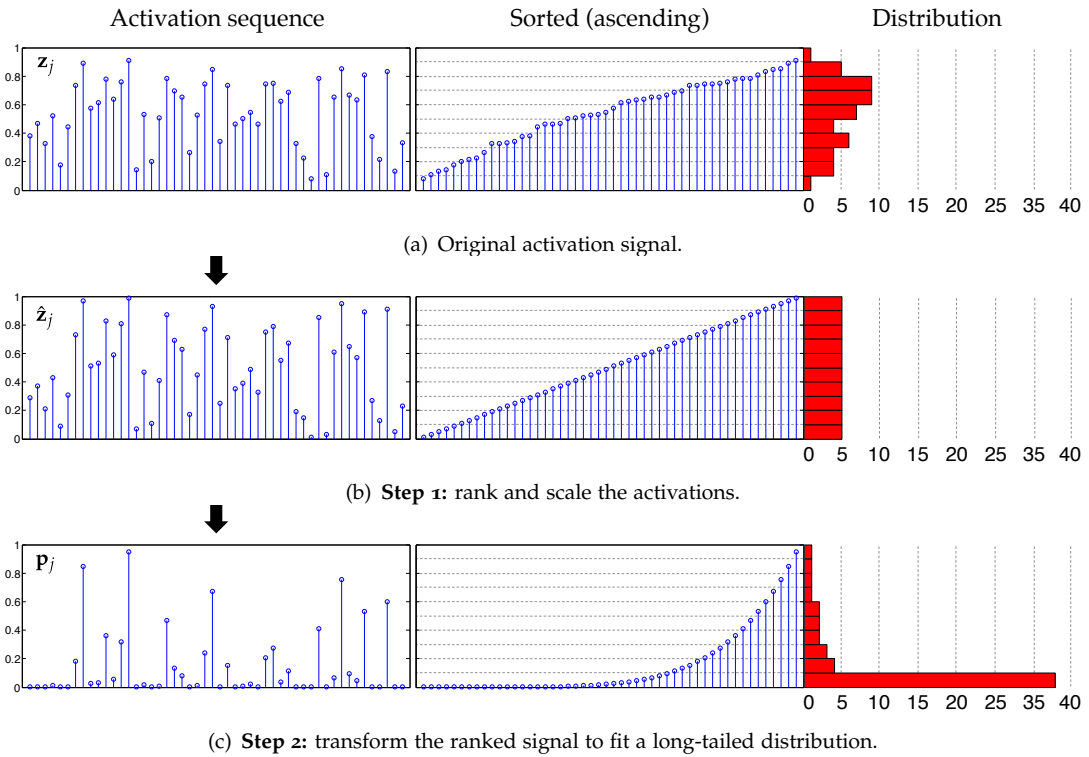 Activation sequence Sorted (ascending) Distribution
1
0.8
0.6
0.4
0.2
0
z_j
0 5 10 15 20 25 35 40
(a) Original activation signal.
1
0.8
0.6
0.4
0.2
0
ẑ_j
0 5 10 15 20 25 35 40
(b) Step 1: rank and scale the activations.
1
0.8
0.6
0.4
0.2
0
p_j
0 5 10 15 20 25 35 40
(c) Step 2: transform the ranked signal to fit a long-tailed distribution.